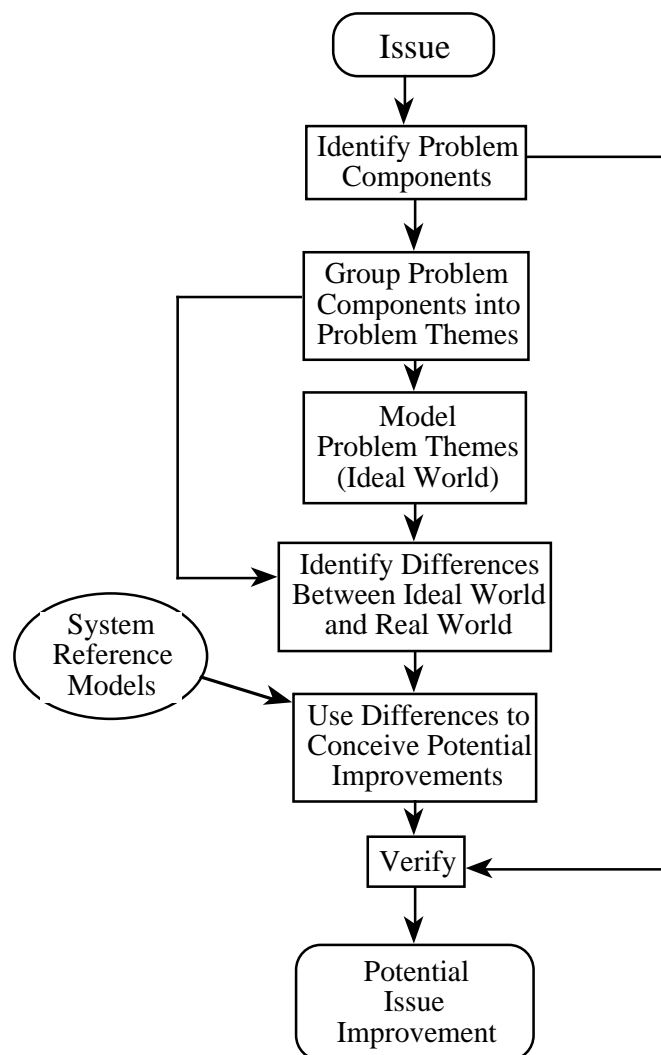 Issue
Identify Problem
Components
Group Problem
Components into
Problem Themes
Model
Problem Themes
(Ideal World)
Identify Differences
Between Ideal World
and Real World
System
Reference
Models
Use Differences to
Conceive Potential
Improvements
Verify
Potential
Issue
Improvement